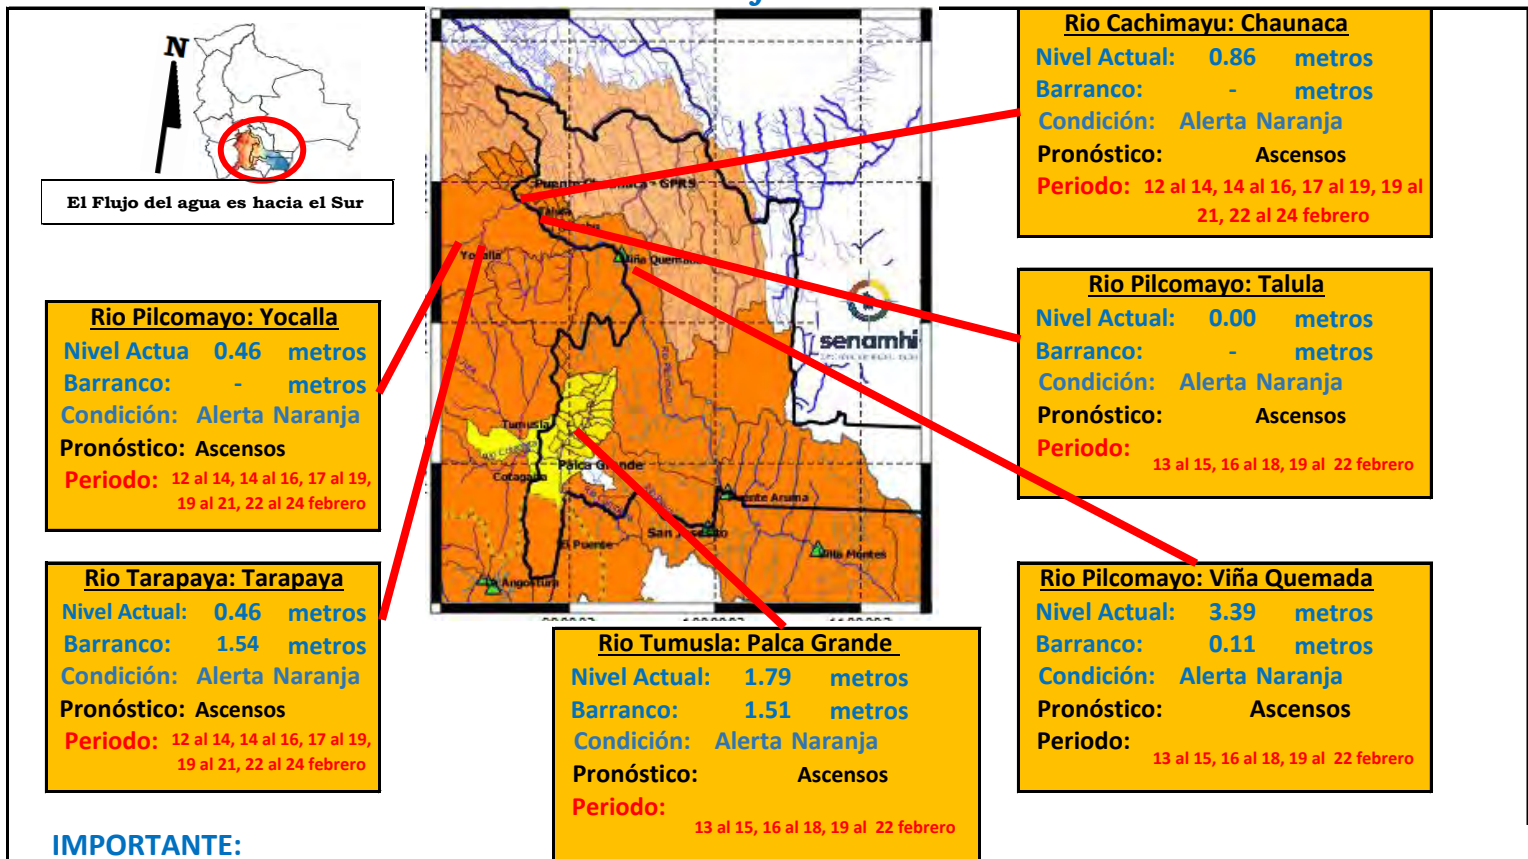 N
El Flujo del agua es hacia el Sur
Rio Pilcomayo: Yocalla
Nivel Actua 0.46 metros
Barranco: - metros
Condición: Alerta Naranja
Pronóstico: Ascensos
Periodo: 12 al 14, 14 al 16, 17 al 19,
19 al 21, 22 al 24 febrero
Rio Tarapaya: Tarapaya
Nivel Actual: 0.46 metros
Barranco: 1.54 metros
Condición: Alerta Naranja
Pronóstico: Ascensos
Periodo: 12 al 14, 14 al 16, 17 al 19,
19 al 21, 22 al 24 febrero
IMPORTANTE:
Yocalla
Viña Quemada
Tumusla
Palca Grande
Cotagaita
El Puente
Puente Aruma
Villa Montes
senamhi
Rio Tumusla: Palca Grande
Nivel Actual: 1.79 metros
Barranco: 1.51 metros
Condición: Alerta Naranja
Pronóstico: Ascensos
Periodo:
13 al 15, 16 al 18, 19 al 22 febrero
Rio Cachimayu: Chaunaca
Nivel Actual: 0.86 metros
Barranco: - metros
Condición: Alerta Naranja
Pronóstico: Ascensos
Periodo: 12 al 14, 14 al 16, 17 al 19, 19 al
21, 22 al 24 febrero
Rio Pilcomayo: Talula
Nivel Actual: 0.00 metros
Barranco: - metros
Condición: Alerta Naranja
Pronóstico: Ascensos
Periodo:
13 al 15, 16 al 18, 19 al 22 febrero
Rio Pilcomayo: Viña Quemada
Nivel Actual: 3.39 metros
Barranco: 0.11 metros
Condición: Alerta Naranja
Pronóstico: Ascensos
Periodo:
13 al 15, 16 al 18, 19 al 22 febrero